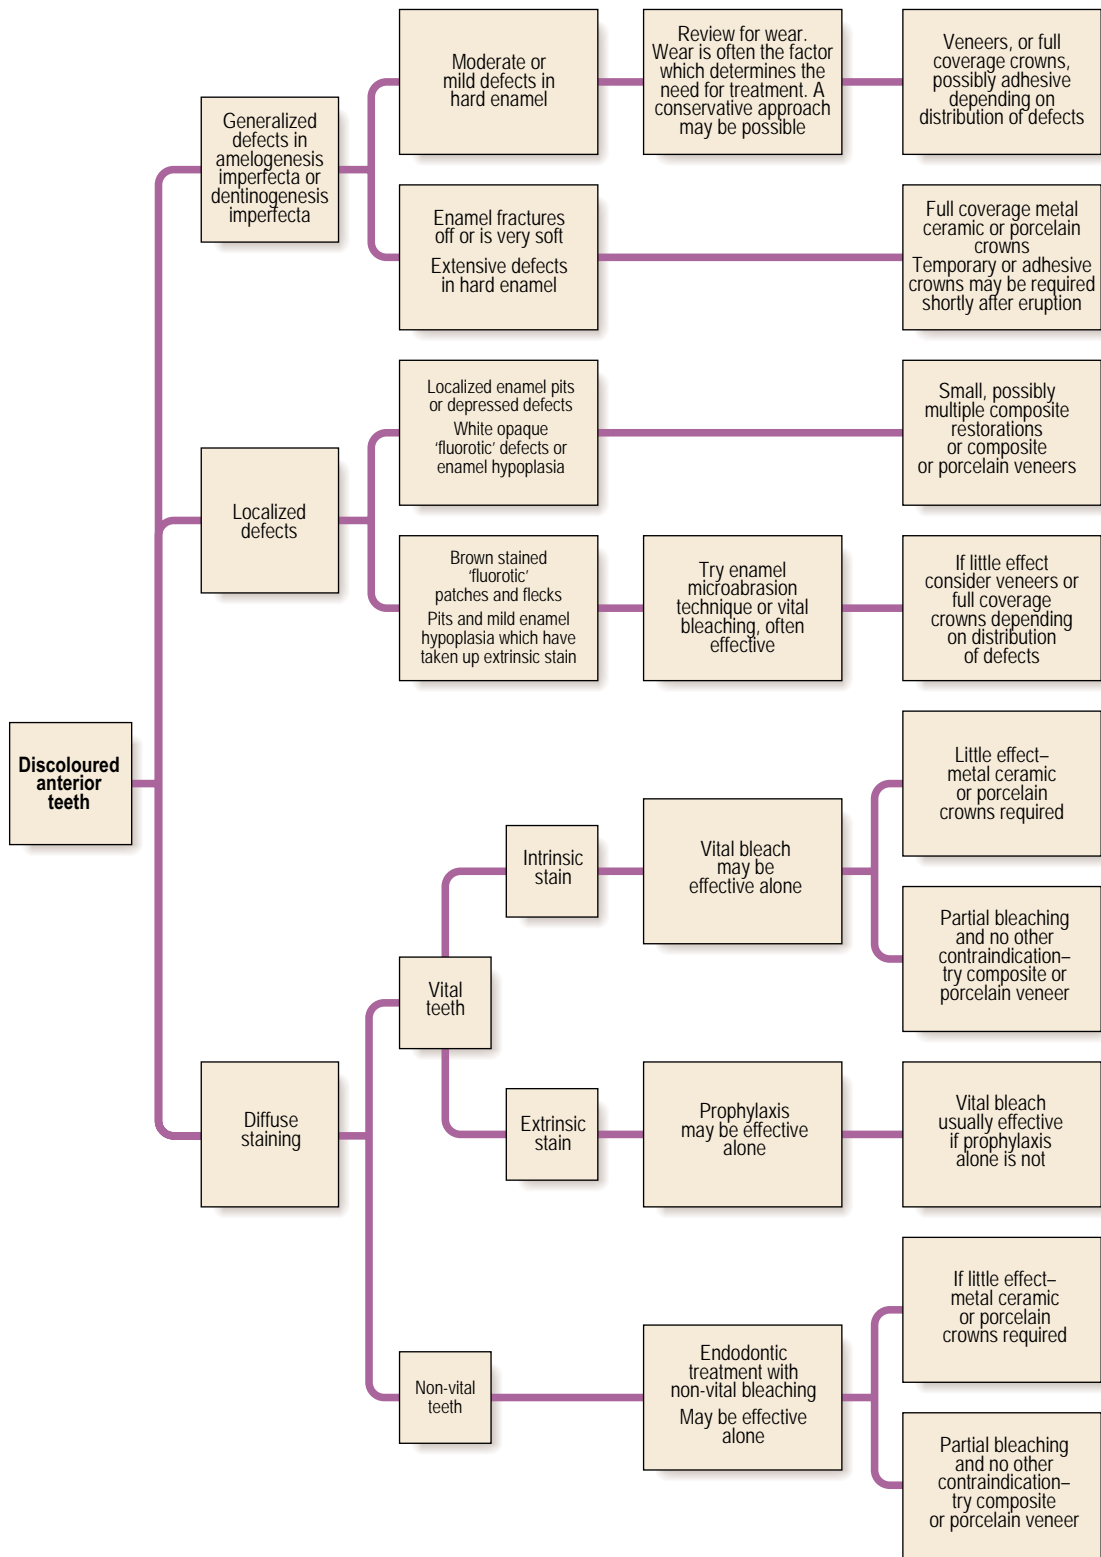 Discoloured
anterior
teeth
Generalized
defects in
amelogenesis
imperfecta or
dentinogenesis
imperfecta
Moderate or
mild defects in
hard enamel
Review for wear.
Wear is often the factor
which determines the
need for treatment. A
conservative approach
may be possible
Veneers, or full
coverage crowns,
possibly adhesive
depending on
distribution of defects
Enamel fractures
off or is very soft
Extensive defects
in hard enamel
Full coverage metal
ceramic or porcelain
crowns
Temporary or adhesive
crowns may be required
shortly after eruption
Localized
defects
Localized enamel pits
or depressed defects
White opaque
'fluorotic' defects or
enamel hypoplasia
Small, possibly
multiple composite
restorations
or composite
or porcelain veneers
Brown stained
'fluorotic'
patches and flecks
Pits and mild enamel
hypoplasia which have
taken up extrinsic stain
Try enamel
microabrasion
technique or vital
bleaching, often
effective
If little effect
consider veneers or
full coverage
crowns depending
on distribution
of defects
Diffuse
staining
Vital
teeth
Intrinsic
stain
Vital bleach
may be
effective alone
Little effect–
metal ceramic
or porcelain
crowns required
Partial bleaching
and no other
contraindication–
try composite or
porcelain veneer
Extrinsic
stain
Prophylaxis
may be effective
alone
Vital bleach
usually effective
if prophylaxis
alone is not
Non-vital
teeth
Endodontic
treatment with
non-vital bleaching
May be effective
alone
If little effect–
metal ceramic
or porcelain
crowns required
Partial bleaching
and no other
contraindication–
try composite
or porcelain veneer